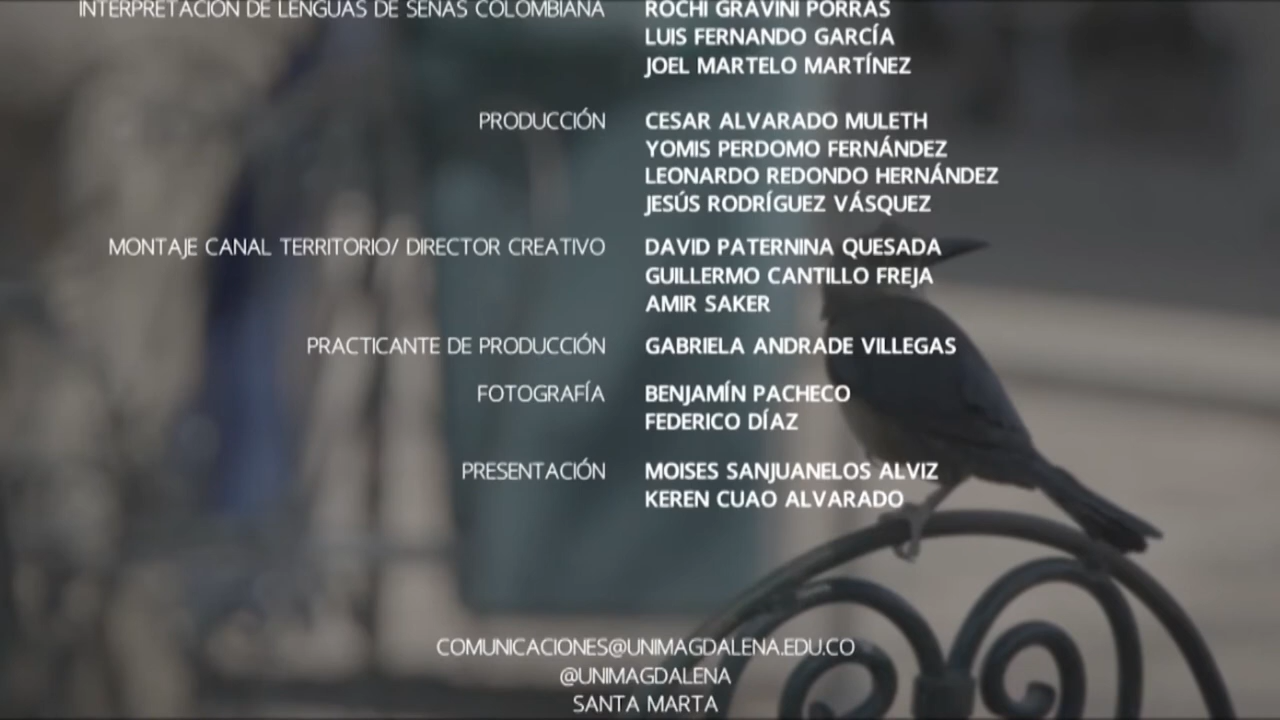 INTERPRETACIÓN DE LENGUAS DE SEÑAS COLOMBIANA ROCHI GRAVINI PORRAS
LUIS FERNANDO GARCÍA
JOEL MARTELO MARTÍNEZ
PRODUCCIÓN CESAR ALVARADO MULETH
YOMIS PERDOMO FERNÁNDEZ
LEONARDO REDONDO HERNÁNDEZ
JESÚS RODRÍGUEZ VÁSQUEZ
MONTAJE CANAL TERRITORIO/ DIRECTOR CREATIVO DAVID PATERNINA QUESADA
GUILLERMO CANTILLO FREJA
AMIR SAKER
PRACTICANTE DE PRODUCCIÓN GABRIELA ANDRADE VILLEGAS
FOTOGRAFÍA BENJAMÍN PACHECO
FEDERICO DÍAZ
PRESENTACIÓN MOISES SANJUANELOS ALVIZ
KEREN CUAO ALVARADO
COMUNICACIONES@UNIMAGDALENA.EDU.CO
@UNIMAGDALENA
SANTA MARTA